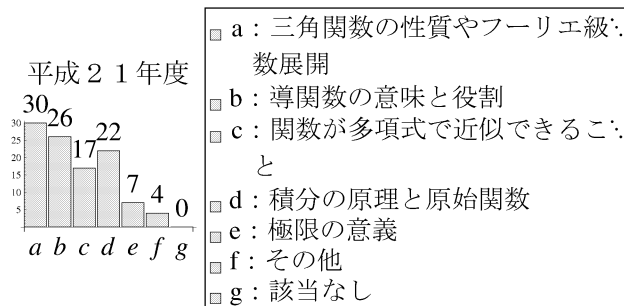 平成２１年度
30 26 17 22 7 4 0
30
25
20
15
10
5
a b c d e f g
a：三角関数の性質やフーリエ級
数展開
b：導関数の意味と役割
c：関数が多項式で近似できるこ
と
d：積分の原理と原始関数
e：極限の意義
f：その他
g：該当なし